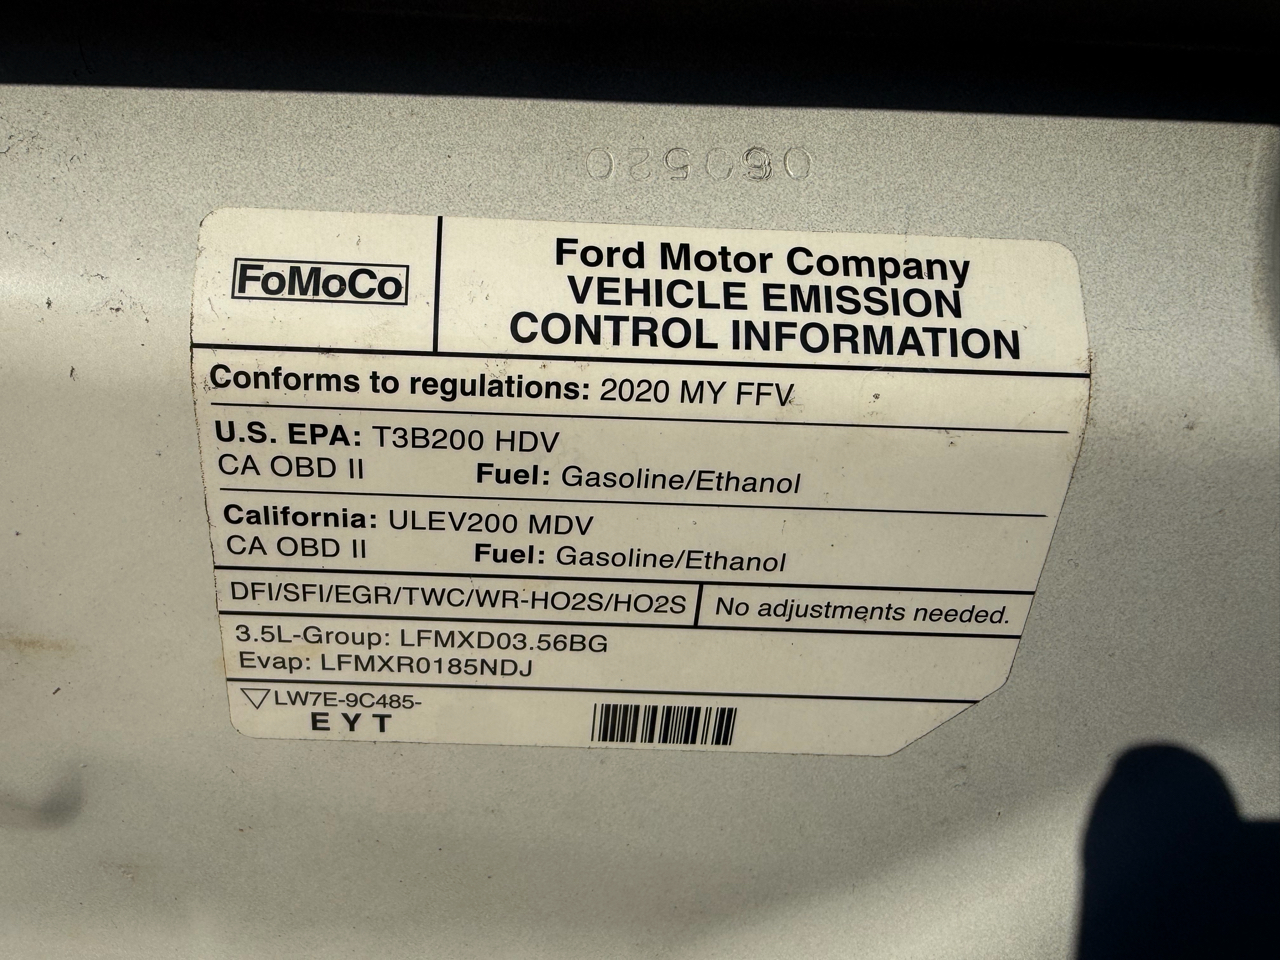 FoMoCo
Ford Motor Company
VEHICLE EMISSION
CONTROL INFORMATION
Conforms to regulations: 2020 MY FFV
U.S. EPA: T3B200 HDV
CA OBD II Fuel: Gasoline/Ethanol
California: ULEV200 MDV
CA OBD II Fuel: Gasoline/Ethanol
DFI/SFI/EGR/TWC/WR-HO2S/HO2S No adjustments needed.
3.5L-Group: LFMXD03.56BG
Evap: LFMXR0185NDJ
LW7E-9C485-
EYT